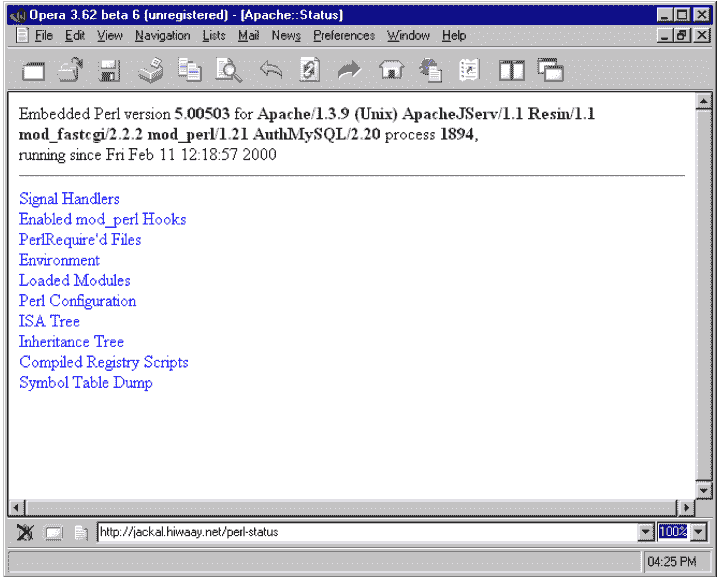 Opera 3.62 beta 6 (unregistered) - [Apache::Status]
File Edit View Navigation Lists Mail News Preferences Window Help
Embedded Perl version 5.00503 for Apache/1.3.9 (Unix) ApacheJServ/1.1 Resin/1.1
mod_fastcgi/2.2.2 mod_perl/1.21 AuthMySQL/2.20 process 1894,
running since Fri Feb 11 12:18:57 2000
Signal Handlers
Enabled mod_perl Hooks
PerlRequire'd Files
Environment
Loaded Modules
Perl Configuration
ISA Tree
Inheritance Tree
Compiled Registry Scripts
Symbol Table Dump
http://jackal.hiwaay.net/perl-status 100%
04:25 PM